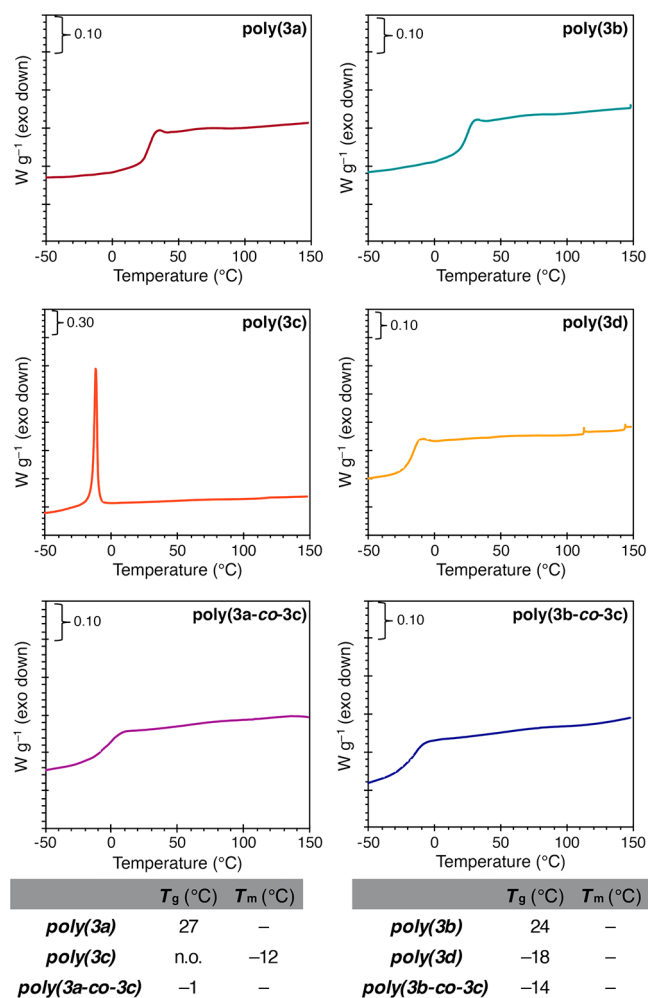 0.10
poly(3a)
W g⁻¹ (exo down)
-50 0 50 100 150
Temperature (°C)
0.10
poly(3b)
W g⁻¹ (exo down)
-50 0 50 100 150
Temperature (°C)
0.30
poly(3c)
W g⁻¹ (exo down)
-50 0 50 100 150
Temperature (°C)
0.10
poly(3d)
W g⁻¹ (exo down)
-50 0 50 100 150
Temperature (°C)
0.10
poly(3a-co-3c)
W g⁻¹ (exo down)
-50 0 50 100 150
Temperature (°C)
0.10
poly(3b-co-3c)
W g⁻¹ (exo down)
-50 0 50 100 150
Temperature (°C)
Tg (°C) Tm (°C)
poly(3a) 27 –
poly(3c) n.o. –12
poly(3a-co-3c) –1 –
Tg (°C) Tm (°C)
poly(3b) 24 –
poly(3d) –18 –
poly(3b-co-3c) –14 –